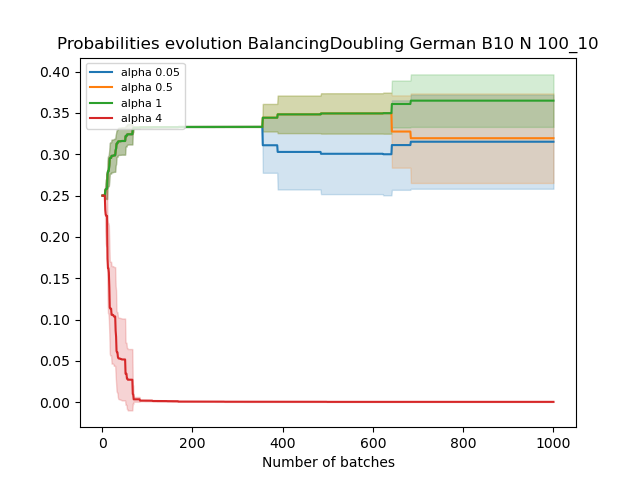 Probabilities evolution BalancingDoubling German B10 N 100_10
alpha 0.05
alpha 0.5
alpha 1
alpha 4
0.40
0.35
0.30
0.25
0.20
0.15
0.10
0.05
0.00
0 200 400 600 800 1000
Number of batches